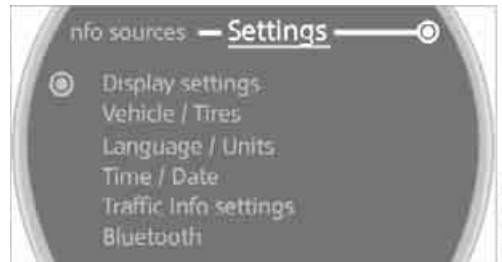 nfo sources Settings
Display settings
Vehicle / Tires
Language / Units
Time / Date
Traffic Info settings
Bluetooth